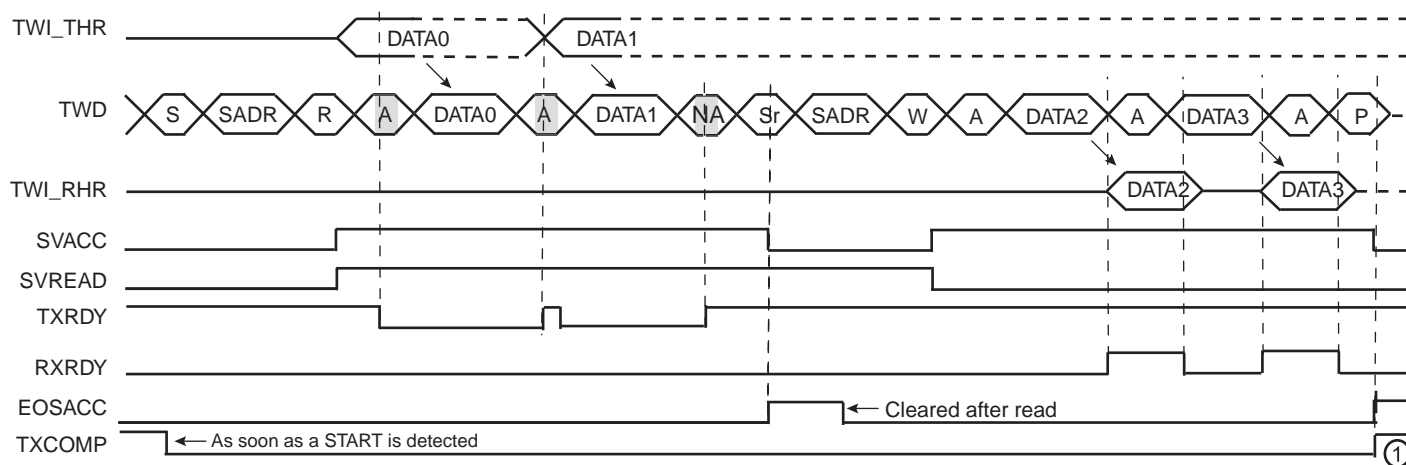 TWI_THR DATA0 DATA1
TWD S SADR R A DATA0 A DATA1 NA Sr SADR W A DATA2 A DATA3 A P
TWI_RHR DATA2 DATA3
SVACC
SVREAD
TXRDY
RXRDY
EOSACC Cleared after read
TXCOMP As soon as a START is detected 1